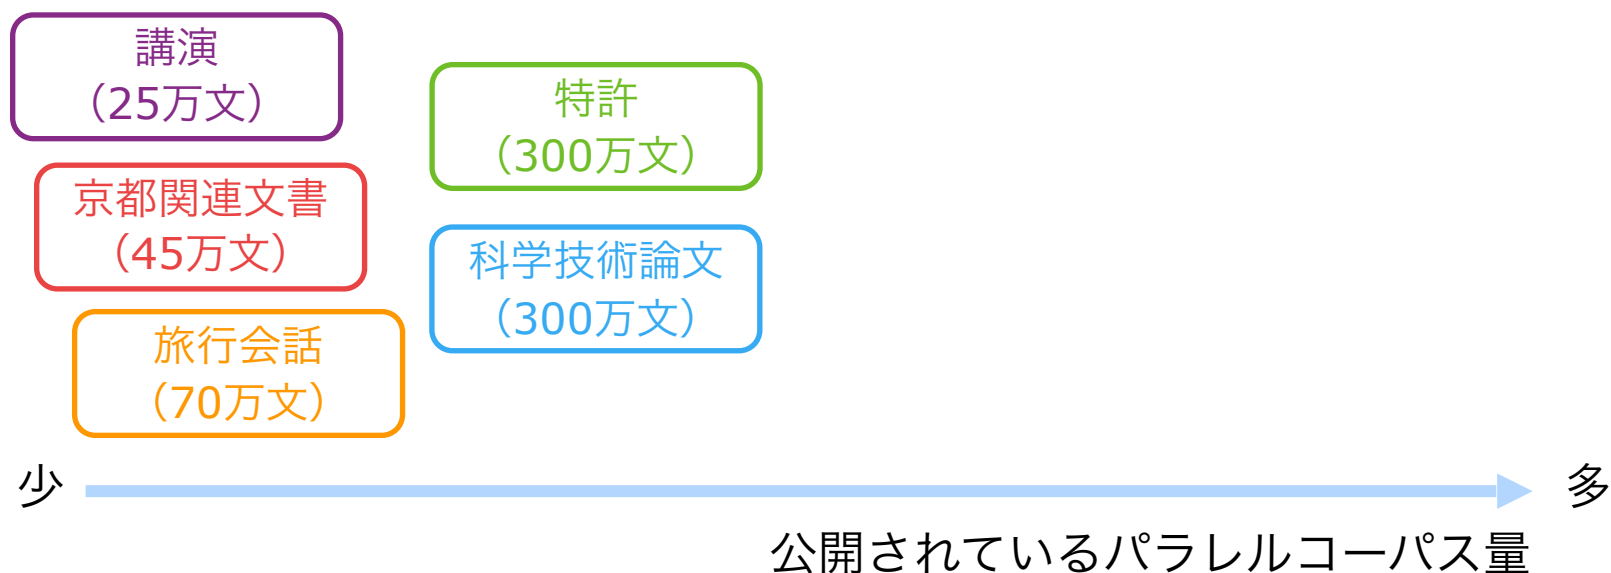 講演
（25万文）
京都関連文書
（45万文）
旅行会話
（70万文）
特許
（300万文）
科学技術論文
（300万文）
少
多
公開されているパラレルコーパス量